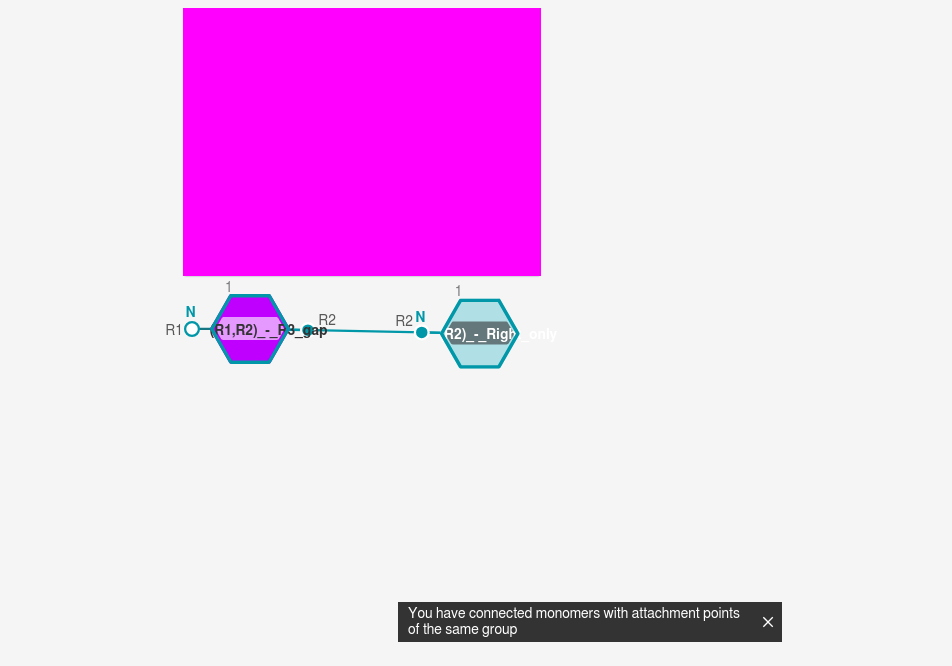 1
1
N
N
R1
(R1,R2)_-_R3_gap
R2
R2
R2)_-_Right_only
You have connected monomers with attachment points
of the same group